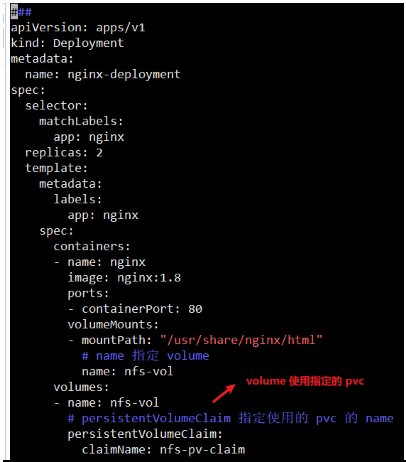 ###
apiVersion: apps/v1
kind: Deployment
metadata:
  name: nginx-deployment
spec:
  selector:
    matchLabels:
      app: nginx
  replicas: 2
  template:
    metadata:
      labels:
        app: nginx
    spec:
      containers:
      - name: nginx
        image: nginx:1.8
        ports:
        - containerPort: 80
        volumeMounts:
        - mountPath: "/usr/share/nginx/html"
          # name 指定 volume
          name: nfs-vol
      volumes:
volume 使用指定的 pvc
      - name: nfs-vol
        # persistentVolumeClaim 指定使用的 pvc 的 name
        persistentVolumeClaim:
          claimName: nfs-pv-claim